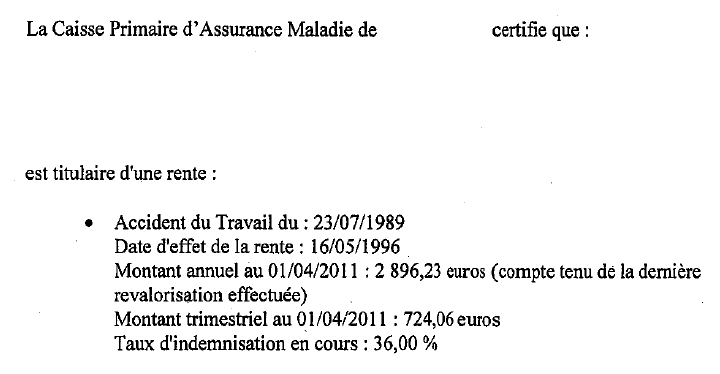 La Caisse Primaire d'Assurance Maladie de certifie que :
est titulaire d'une rente :
• Accident du Travail du : 23/07/1989
Date d'effet de la rente : 16/05/1996
Montant annuel au 01/04/2011 : 2 896,23 euros (compte tenu de la dernière
revalorisation effectuée)
Montant trimestriel au 01/04/2011 : 724,06 euros
Taux d'indemnisation en cours : 36,00 %